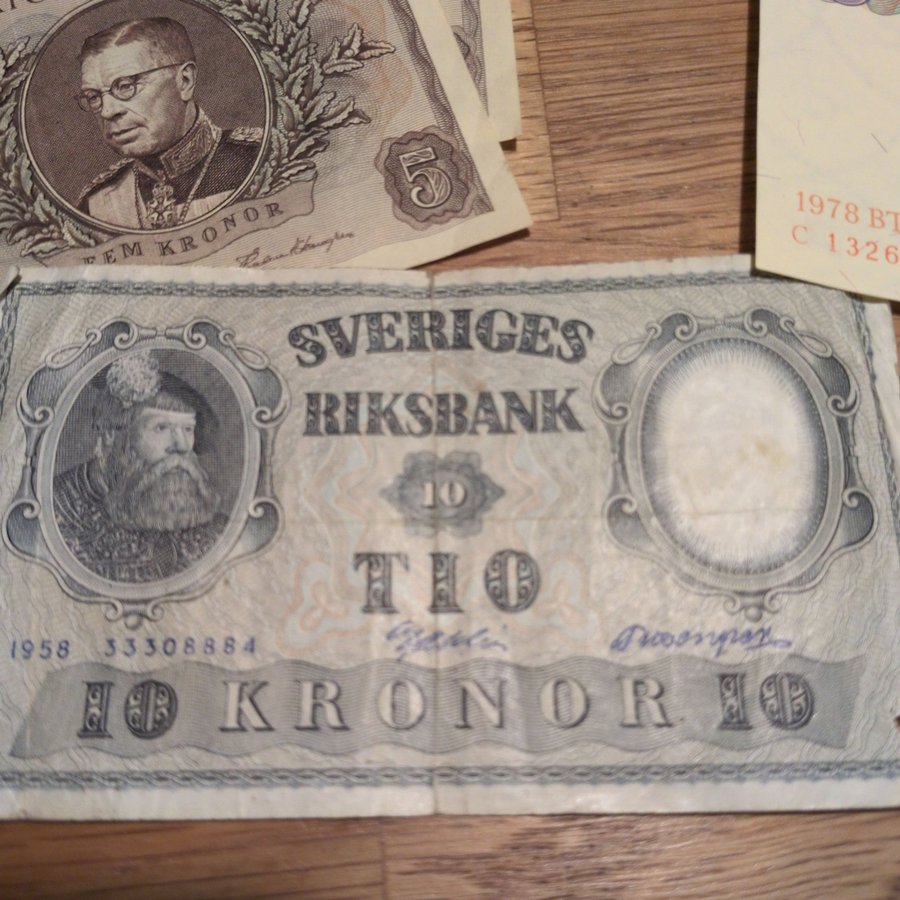 5
FEM KRONOR
1978 BT
C 1326
SVERIGES
RIKSBANK
10
TIO
1958 33308884
10 KRONOR 10